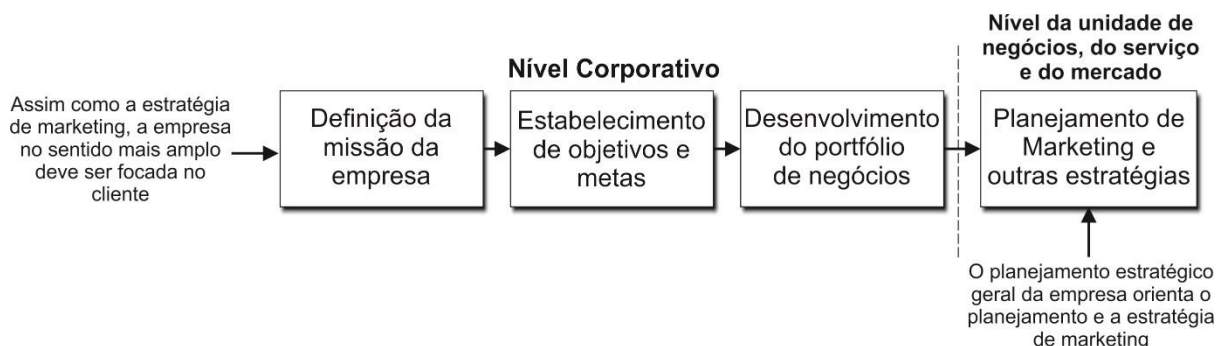 Nível da unidade de
negócios, do serviço
e do mercado
Nível Corporativo
Assim como a estratégia
de marketing, a empresa
no sentido mais amplo
deve ser focada no
cliente
Definição da
missão da
empresa
Estabelecimento
de objetivos e
metas
Desenvolvimento
do portfólio
de negócios
Planejamento de
Marketing e
outras estratégias
O planejamento estratégico
geral da empresa orienta o
planejamento e a estratégia
de marketing